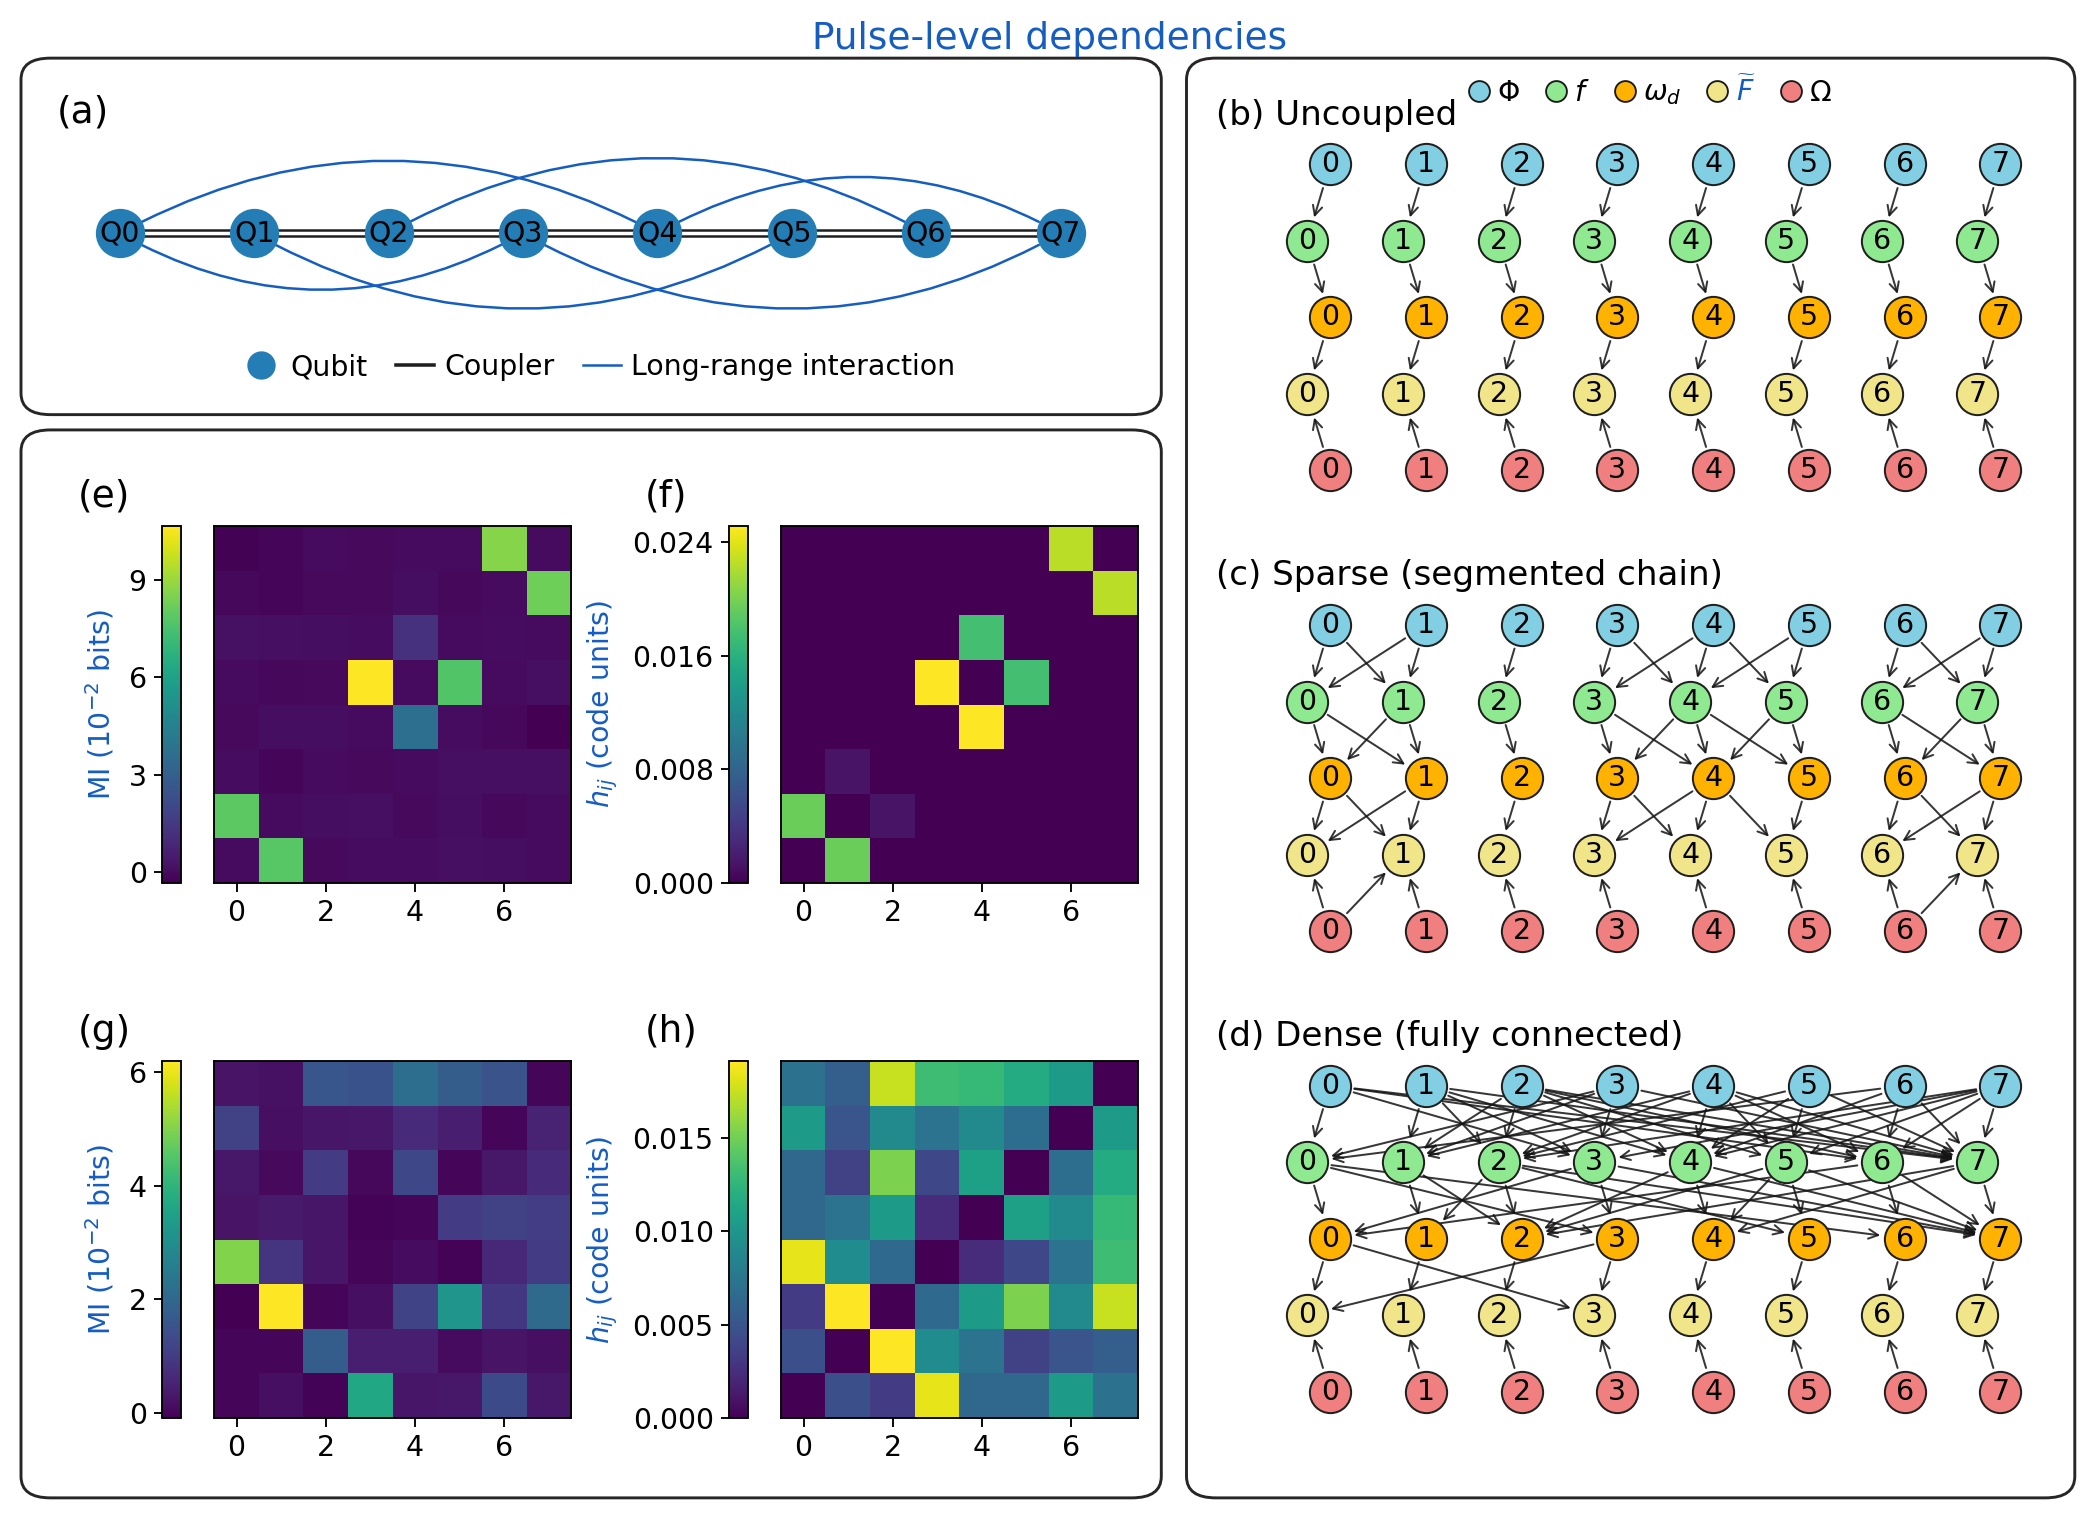 Pulse-level dependencies
(a)
Q0 Q1 Q2 Q3 Q4 Q5 Q6 Q7
Qubit Coupler Long-range interaction
(e)
9
6
3
0
MI (10⁻² bits)
0 2 4 6
(f)
0.024
0.016
0.008
0.000
h_ij (code units)
0 2 4 6
(g)
6
4
2
0
MI (10⁻² bits)
0 2 4 6
(h)
0.015
0.010
0.005
0.000
h_ij (code units)
0 2 4 6
Φ f ω_d F̃ Ω
(b) Uncoupled
0 1 2 3 4 5 6 7
0 1 2 3 4 5 6 7
0 1 2 3 4 5 6 7
0 1 2 3 4 5 6 7
0 1 2 3 4 5 6 7
(c) Sparse (segmented chain)
0 1 2 3 4 5 6 7
0 1 2 3 4 5 6 7
0 1 2 3 4 5 6 7
0 1 2 3 4 5 6 7
0 1 2 3 4 5 6 7
(d) Dense (fully connected)
0 1 2 3 4 5 6 7
0 1 2 3 4 5 6 7
0 1 2 3 4 5 6 7
0 1 2 3 4 5 6 7
0 1 2 3 4 5 6 7